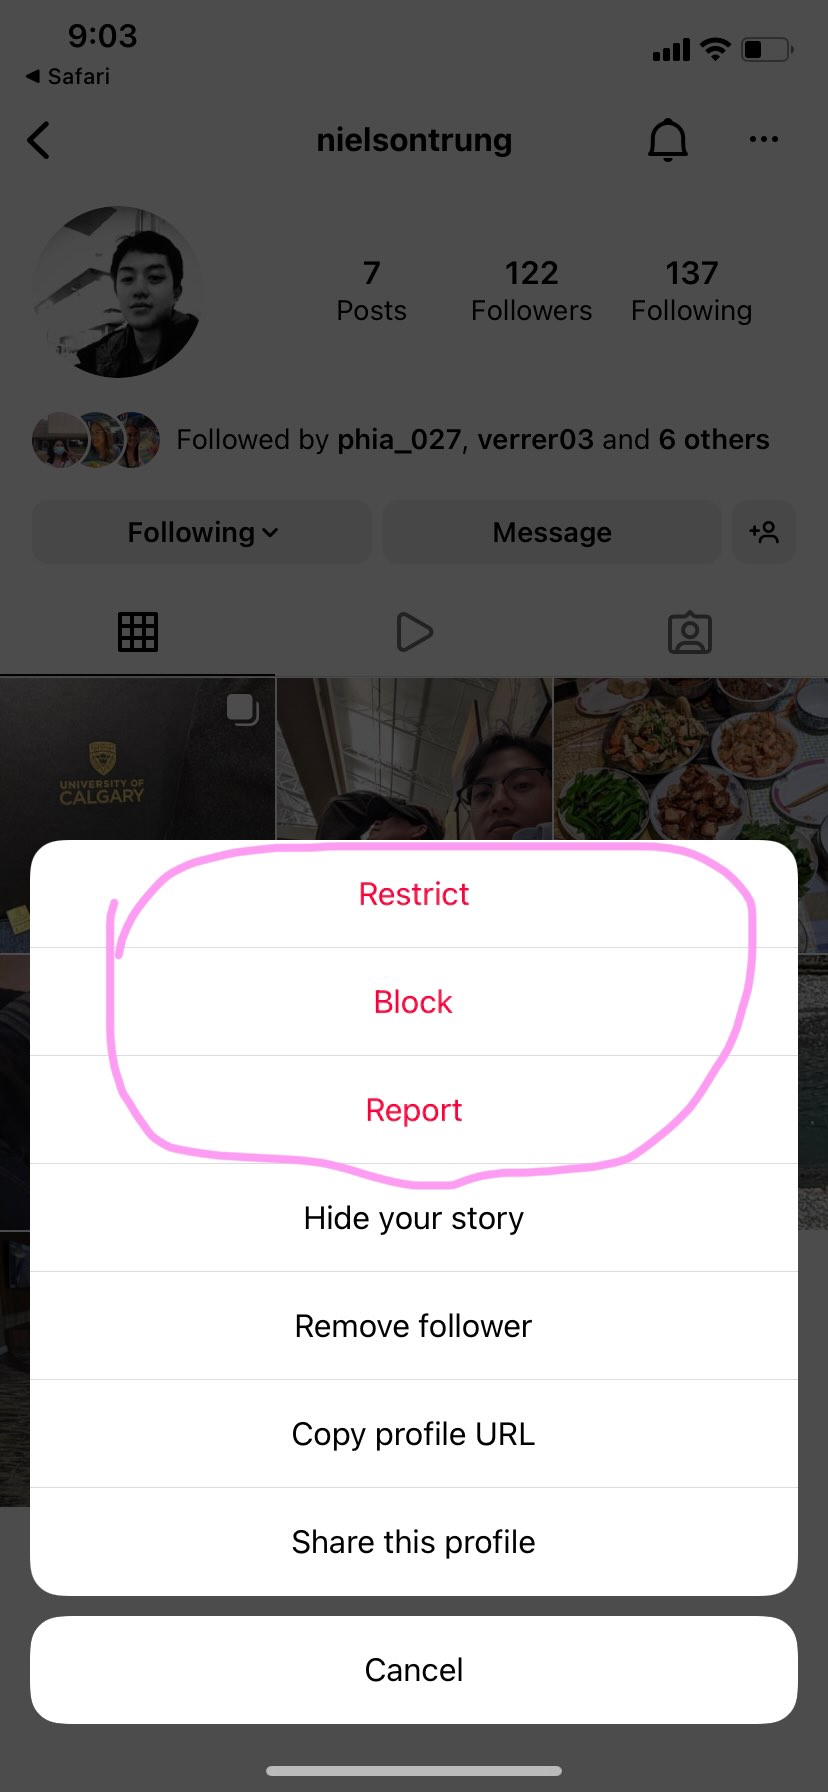 9:03
Safari
nielsontrung
7 122 137
Posts Followers Following
Followed by phia_027, verrer03 and 6 others
Following Message
UNIVERSITY OF
CALGARY
Restrict
Block
Report
Hide your story
Remove follower
Copy profile URL
Share this profile
Cancel